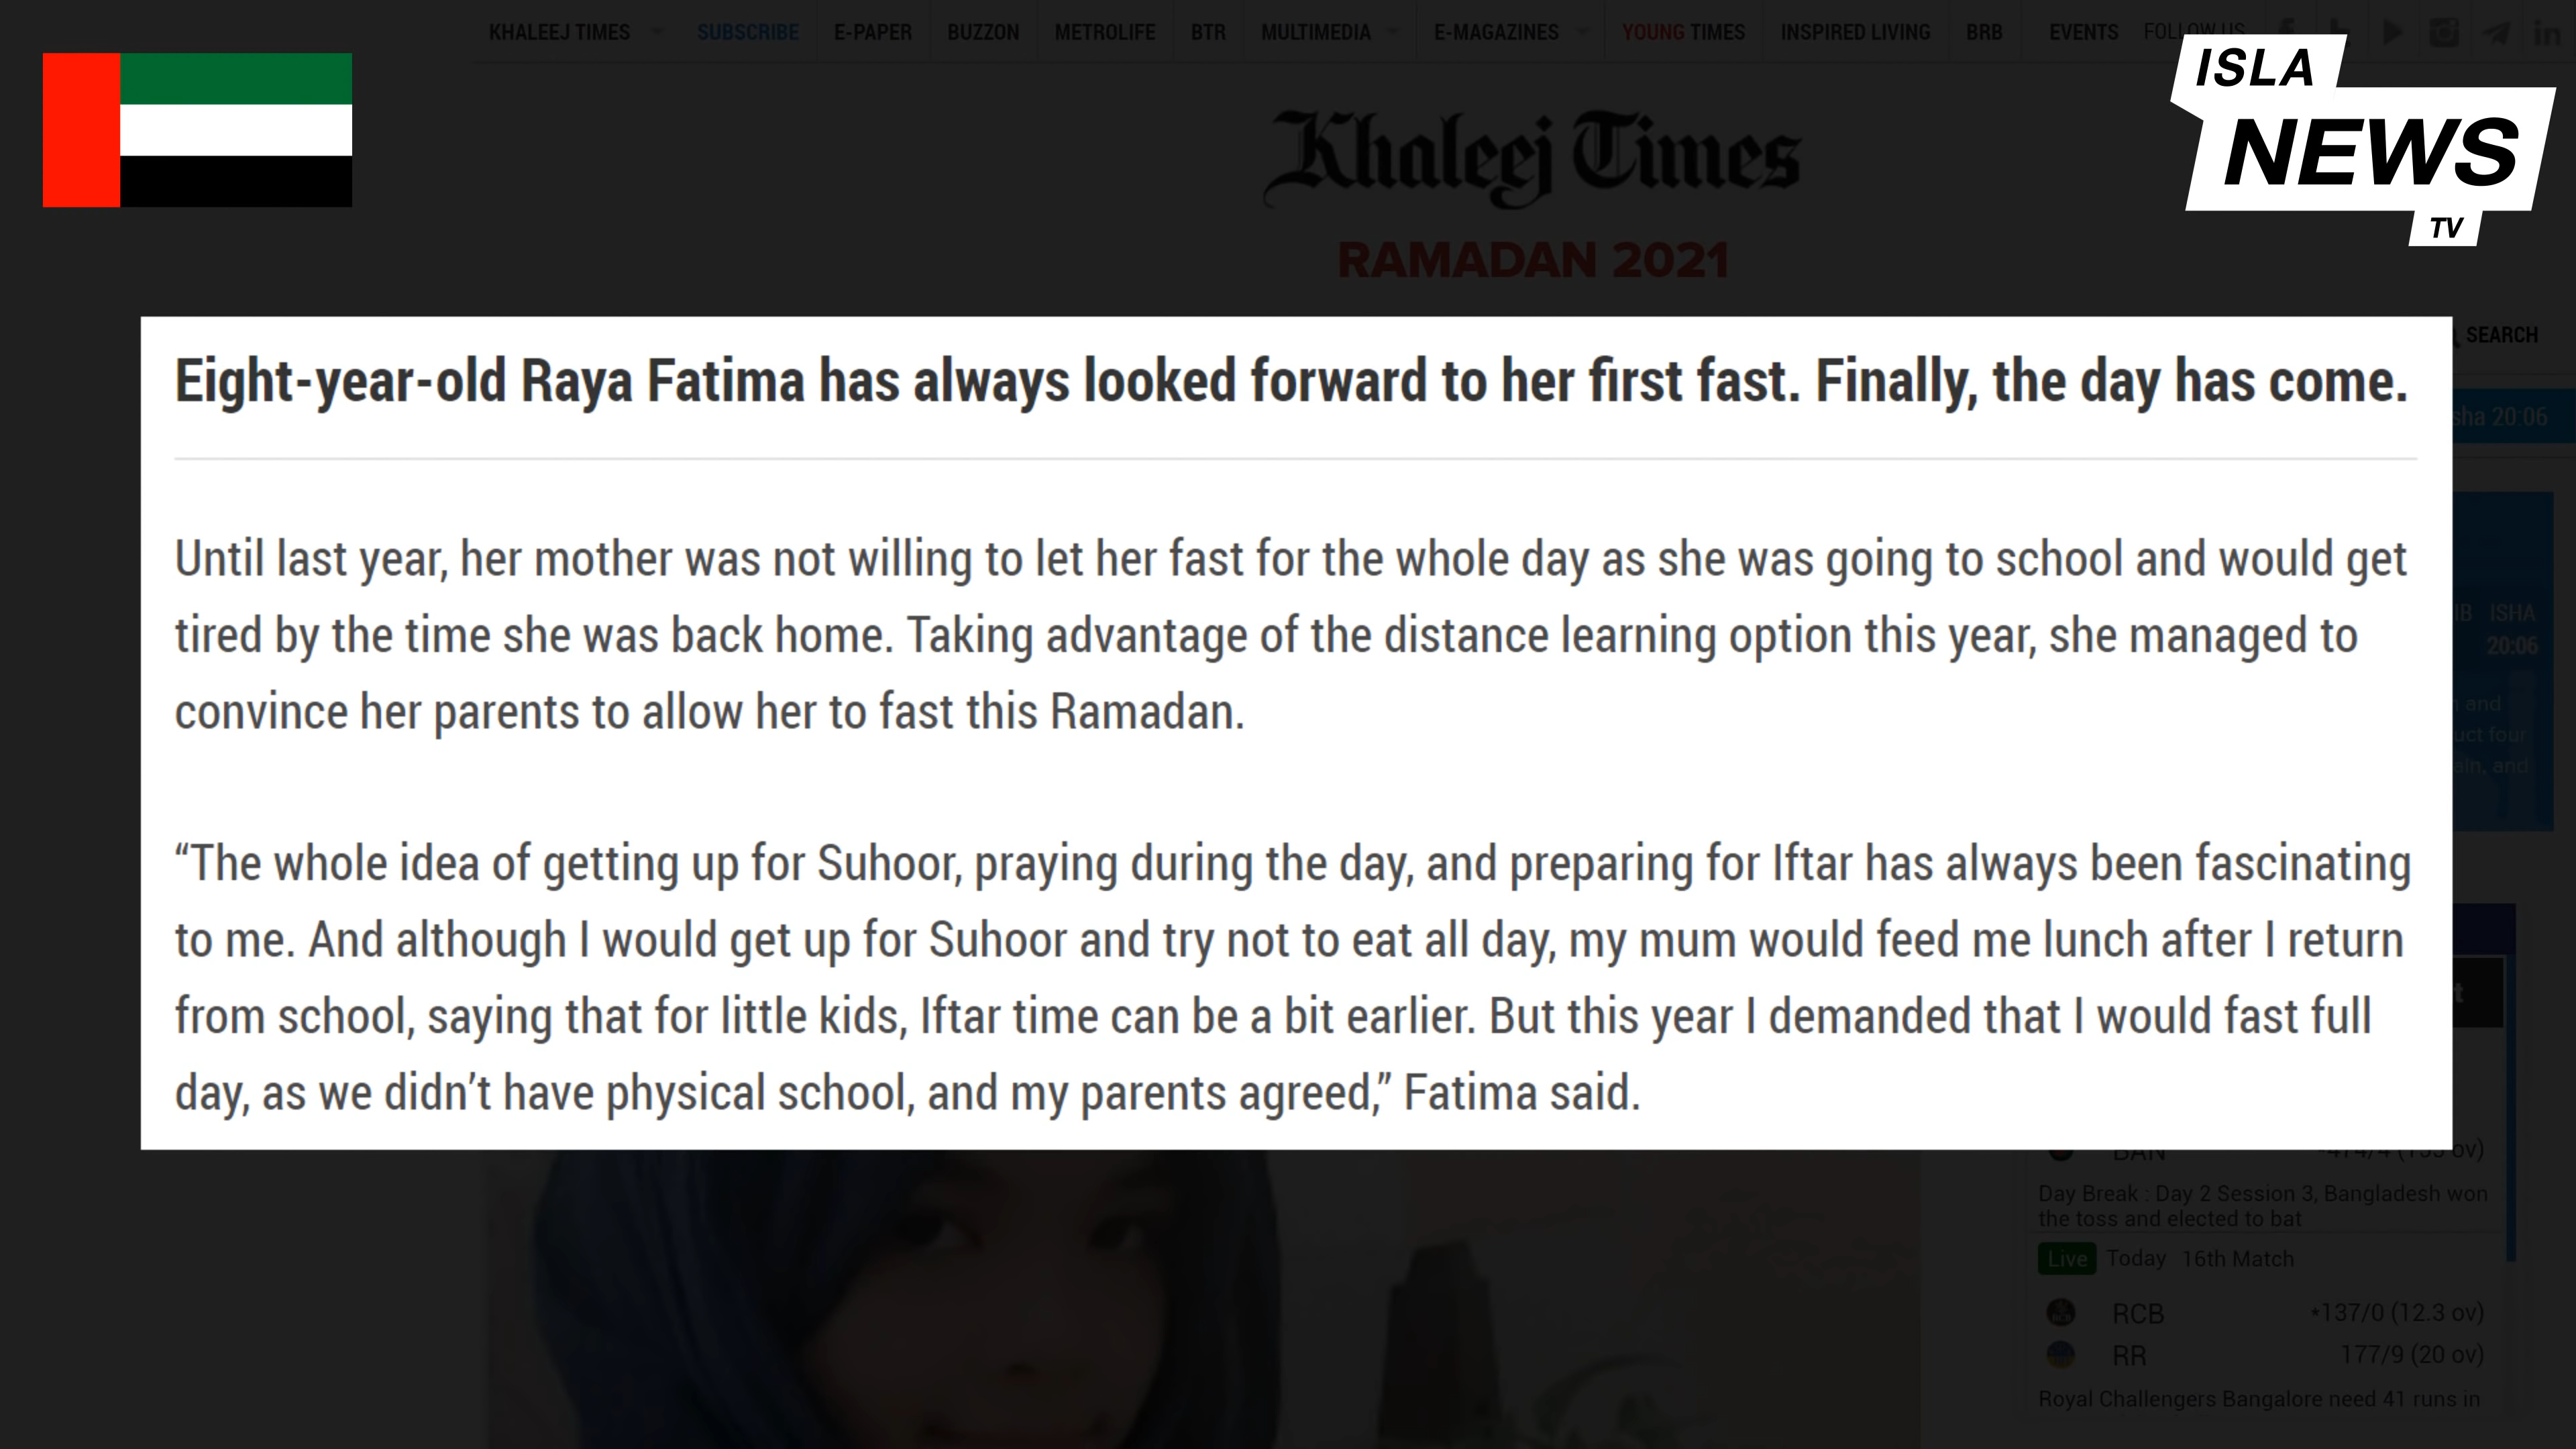 KHALEEJ TIMES SUBSCRIBE E-PAPER BUZZON METROLIFE BTR MULTIMEDIA E-MAGAZINES YOUNG TIMES INSPIRED LIVING BRB EVENTS FOLLOW US
ISLA
NEWS
TV
Khaleej Times
RAMADAN 2021
SEARCH
Eight-year-old Raya Fatima has always looked forward to her first fast. Finally, the day has come.
sha 20:06
Until last year, her mother was not willing to let her fast for the whole day as she was going to school and would get
tired by the time she was back home. Taking advantage of the distance learning option this year, she managed to
convince her parents to allow her to fast this Ramadan.
IB ISHA
20:06
and
uct four
ain, and
“The whole idea of getting up for Suhoor, praying during the day, and preparing for Iftar has always been fascinating
to me. And although I would get up for Suhoor and try not to eat all day, my mum would feed me lunch after I return
from school, saying that for little kids, Iftar time can be a bit earlier. But this year I demanded that I would fast full
day, as we didn’t have physical school, and my parents agreed,” Fatima said.
t
BAN ov)
Day Break : Day 2 Session 3, Bangladesh won
the toss and elected to bat
Live Today 16th Match
RCB *137/0 (12.3 ov)
RR 177/9 (20 ov)
Royal Challengers Bangalore need 41 runs in